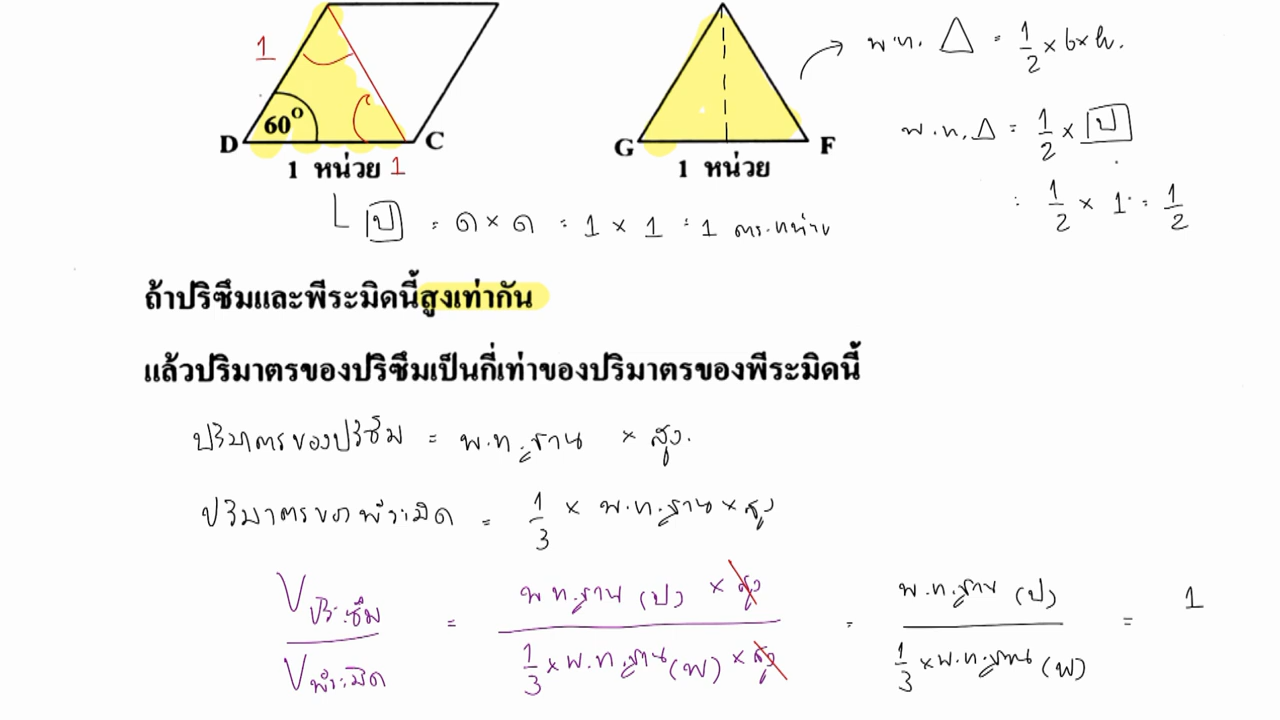 1
60°
D
C
1 หน่วย 1
G
F
1 หน่วย
พ.ท. △ = 1/2 × b × h.
พ.ท. △ = 1/2 × ป
= 1/2 × 1 = 1/2
ป = ด × ด = 1 × 1 = 1 ตร.หน่วย
ถ้าปริซึมและพีระมิดนี้สูงเท่ากัน
แล้วปริมาตรของปริซึมเป็นกี่เท่าของปริมาตรของพีระมิดนี้
ปริมาตรของปริซึม = พ.ท.ฐาน × สูง.
ปริมาตรของพีระมิด = 1/3 × พ.ท.ฐาน × สูง
V ปริซึม / V พีระมิด = พ.ท.ฐาน (ป) × สูง / 1/3 × พ.ท.ฐาน (พ) × สูง = พ.ท.ฐาน (ป) / 1/3 × พ.ท.ฐาน (พ) = 1